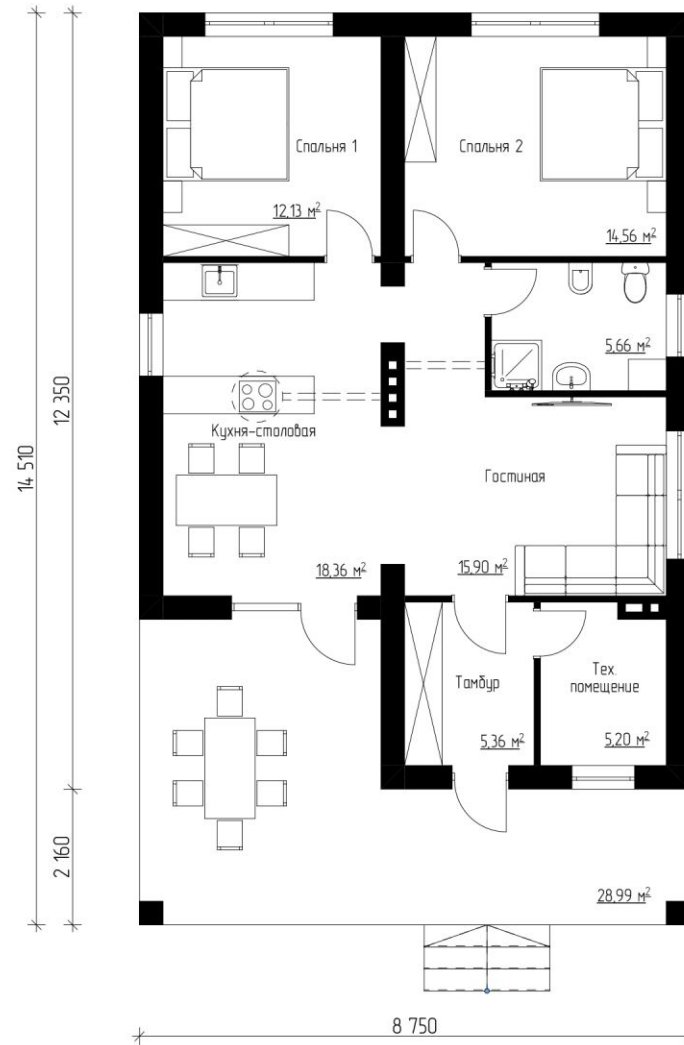 Спальня 1
Спальня 2
12,13 м²
14,56 м²
5,66 м²
12 350
14 510
Кухня-столовая
Гостиная
18,36 м²
15,90 м²
Тамбур
Тех.
помещение
5,36 м²
5,20 м²
2 160
28,99 м²
8 750